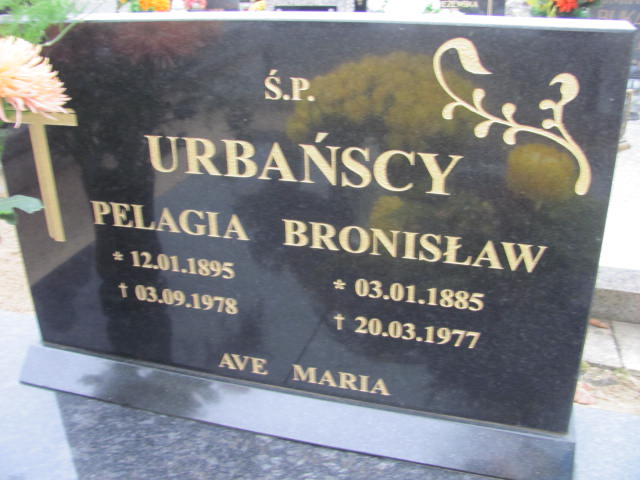 Ś.P.
URBAŃSCY
PELAGIA BRONISŁAW
* 12.01.1895 * 03.01.1885
† 03.09.1978 † 20.03.1977
AVE MARIA